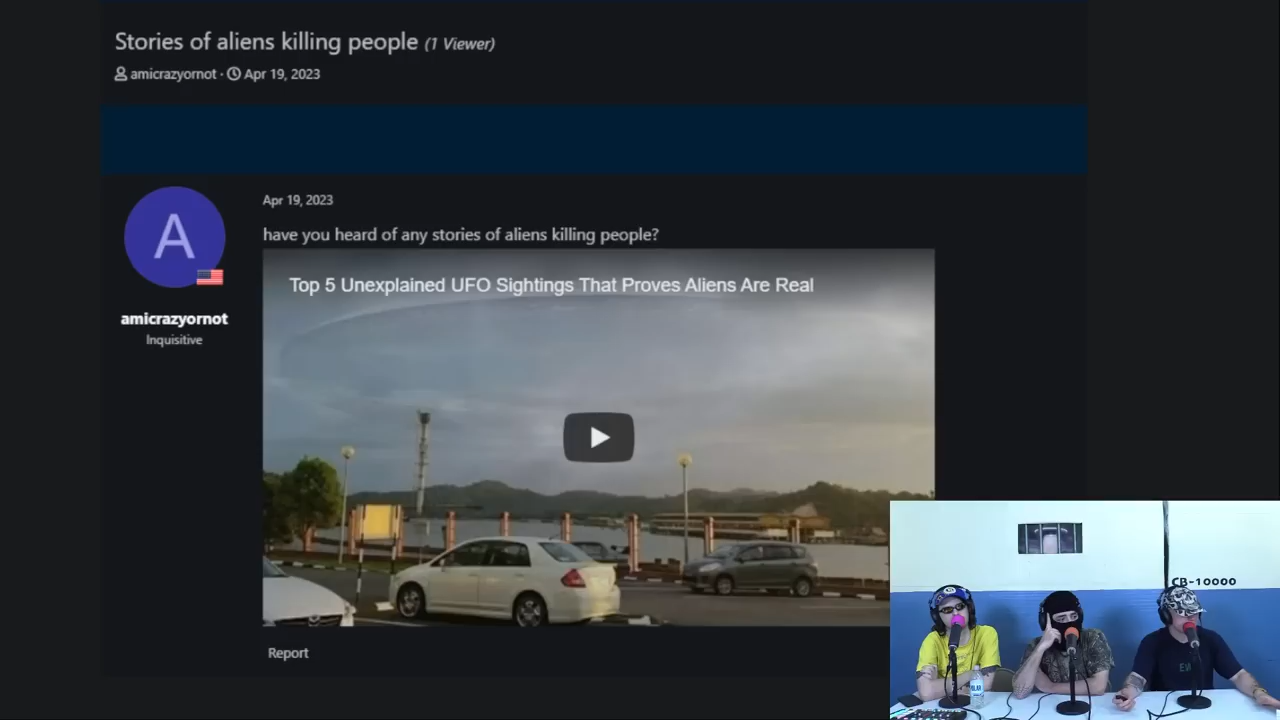 Stories of aliens killing people (1 Viewer)
amicrazyornot · Apr 19, 2023
A
Apr 19, 2023
have you heard of any stories of aliens killing people?
Top 5 Unexplained UFO Sightings That Proves Aliens Are Real
amicrazyornot
Inquisitive
Report
CB-10000